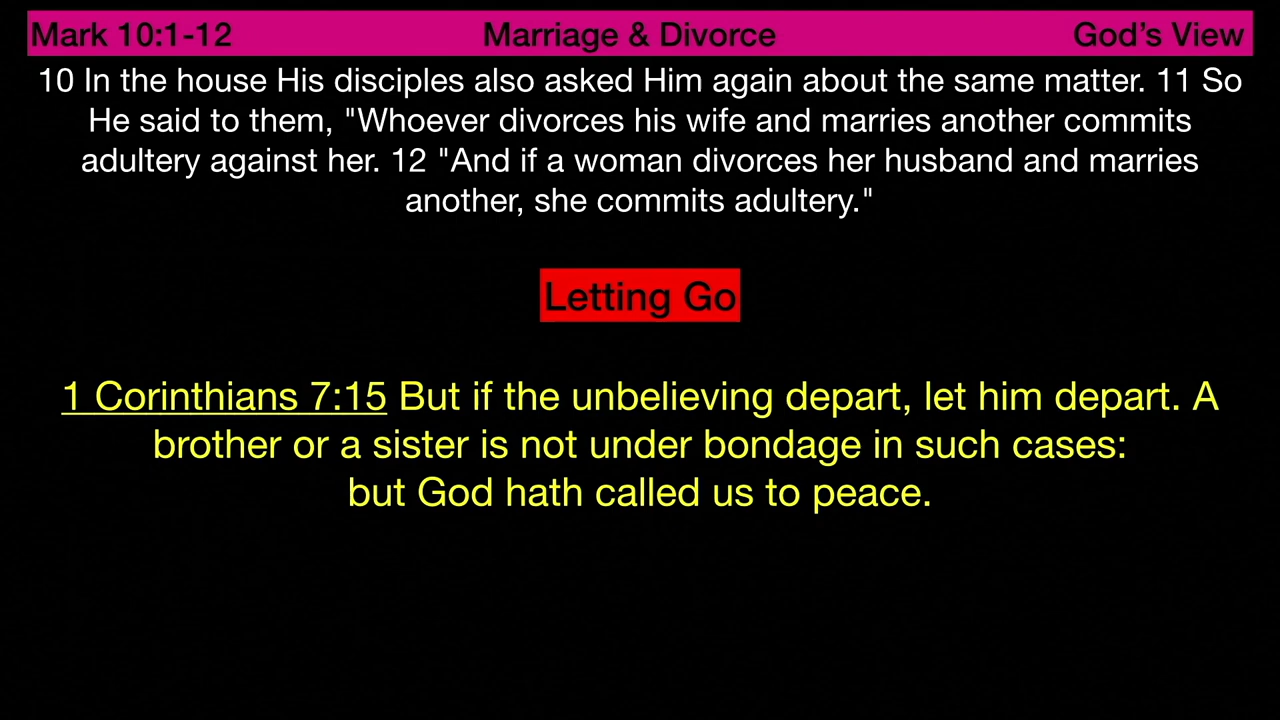 Mark 10:1-12 Marriage & Divorce God’s View
10 In the house His disciples also asked Him again about the same matter. 11 So
He said to them, "Whoever divorces his wife and marries another commits
adultery against her. 12 "And if a woman divorces her husband and marries
another, she commits adultery."
Letting Go
1 Corinthians 7:15 But if the unbelieving depart, let him depart. A
brother or a sister is not under bondage in such cases:
but God hath called us to peace.